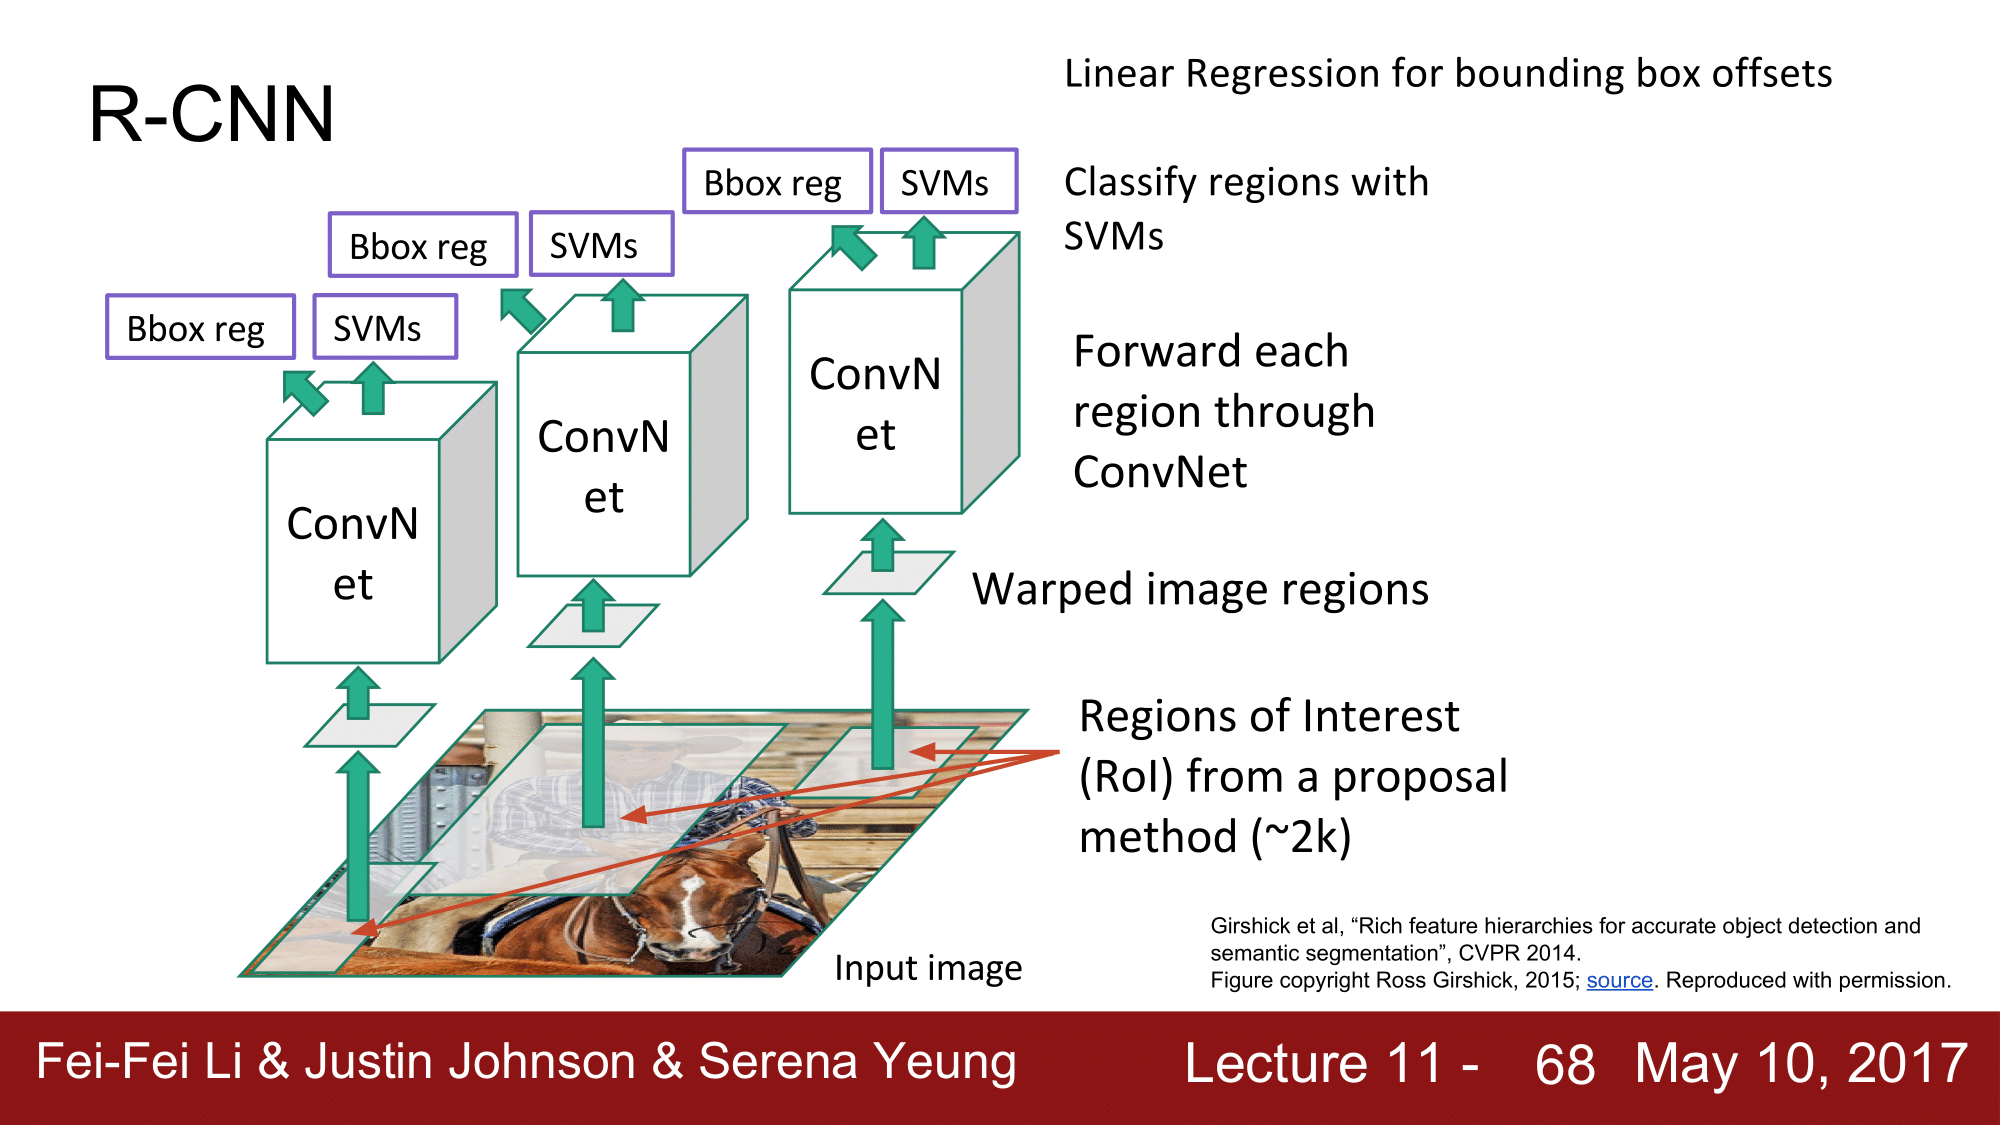 R-CNN
Linear Regression for bounding box offsets
Bbox reg
SVMs
Classify regions with
SVMs
Bbox reg
SVMs
Bbox reg
SVMs
ConvN
et
ConvN
et
ConvN
et
Forward each
region through
ConvNet
Warped image regions
Regions of Interest
(RoI) from a proposal
method (~2k)
Input image
Girshick et al, “Rich feature hierarchies for accurate object detection and
semantic segmentation”, CVPR 2014.
Figure copyright Ross Girshick, 2015; source. Reproduced with permission.
Fei-Fei Li & Justin Johnson & Serena Yeung
Lecture 11 - 68 May 10, 2017